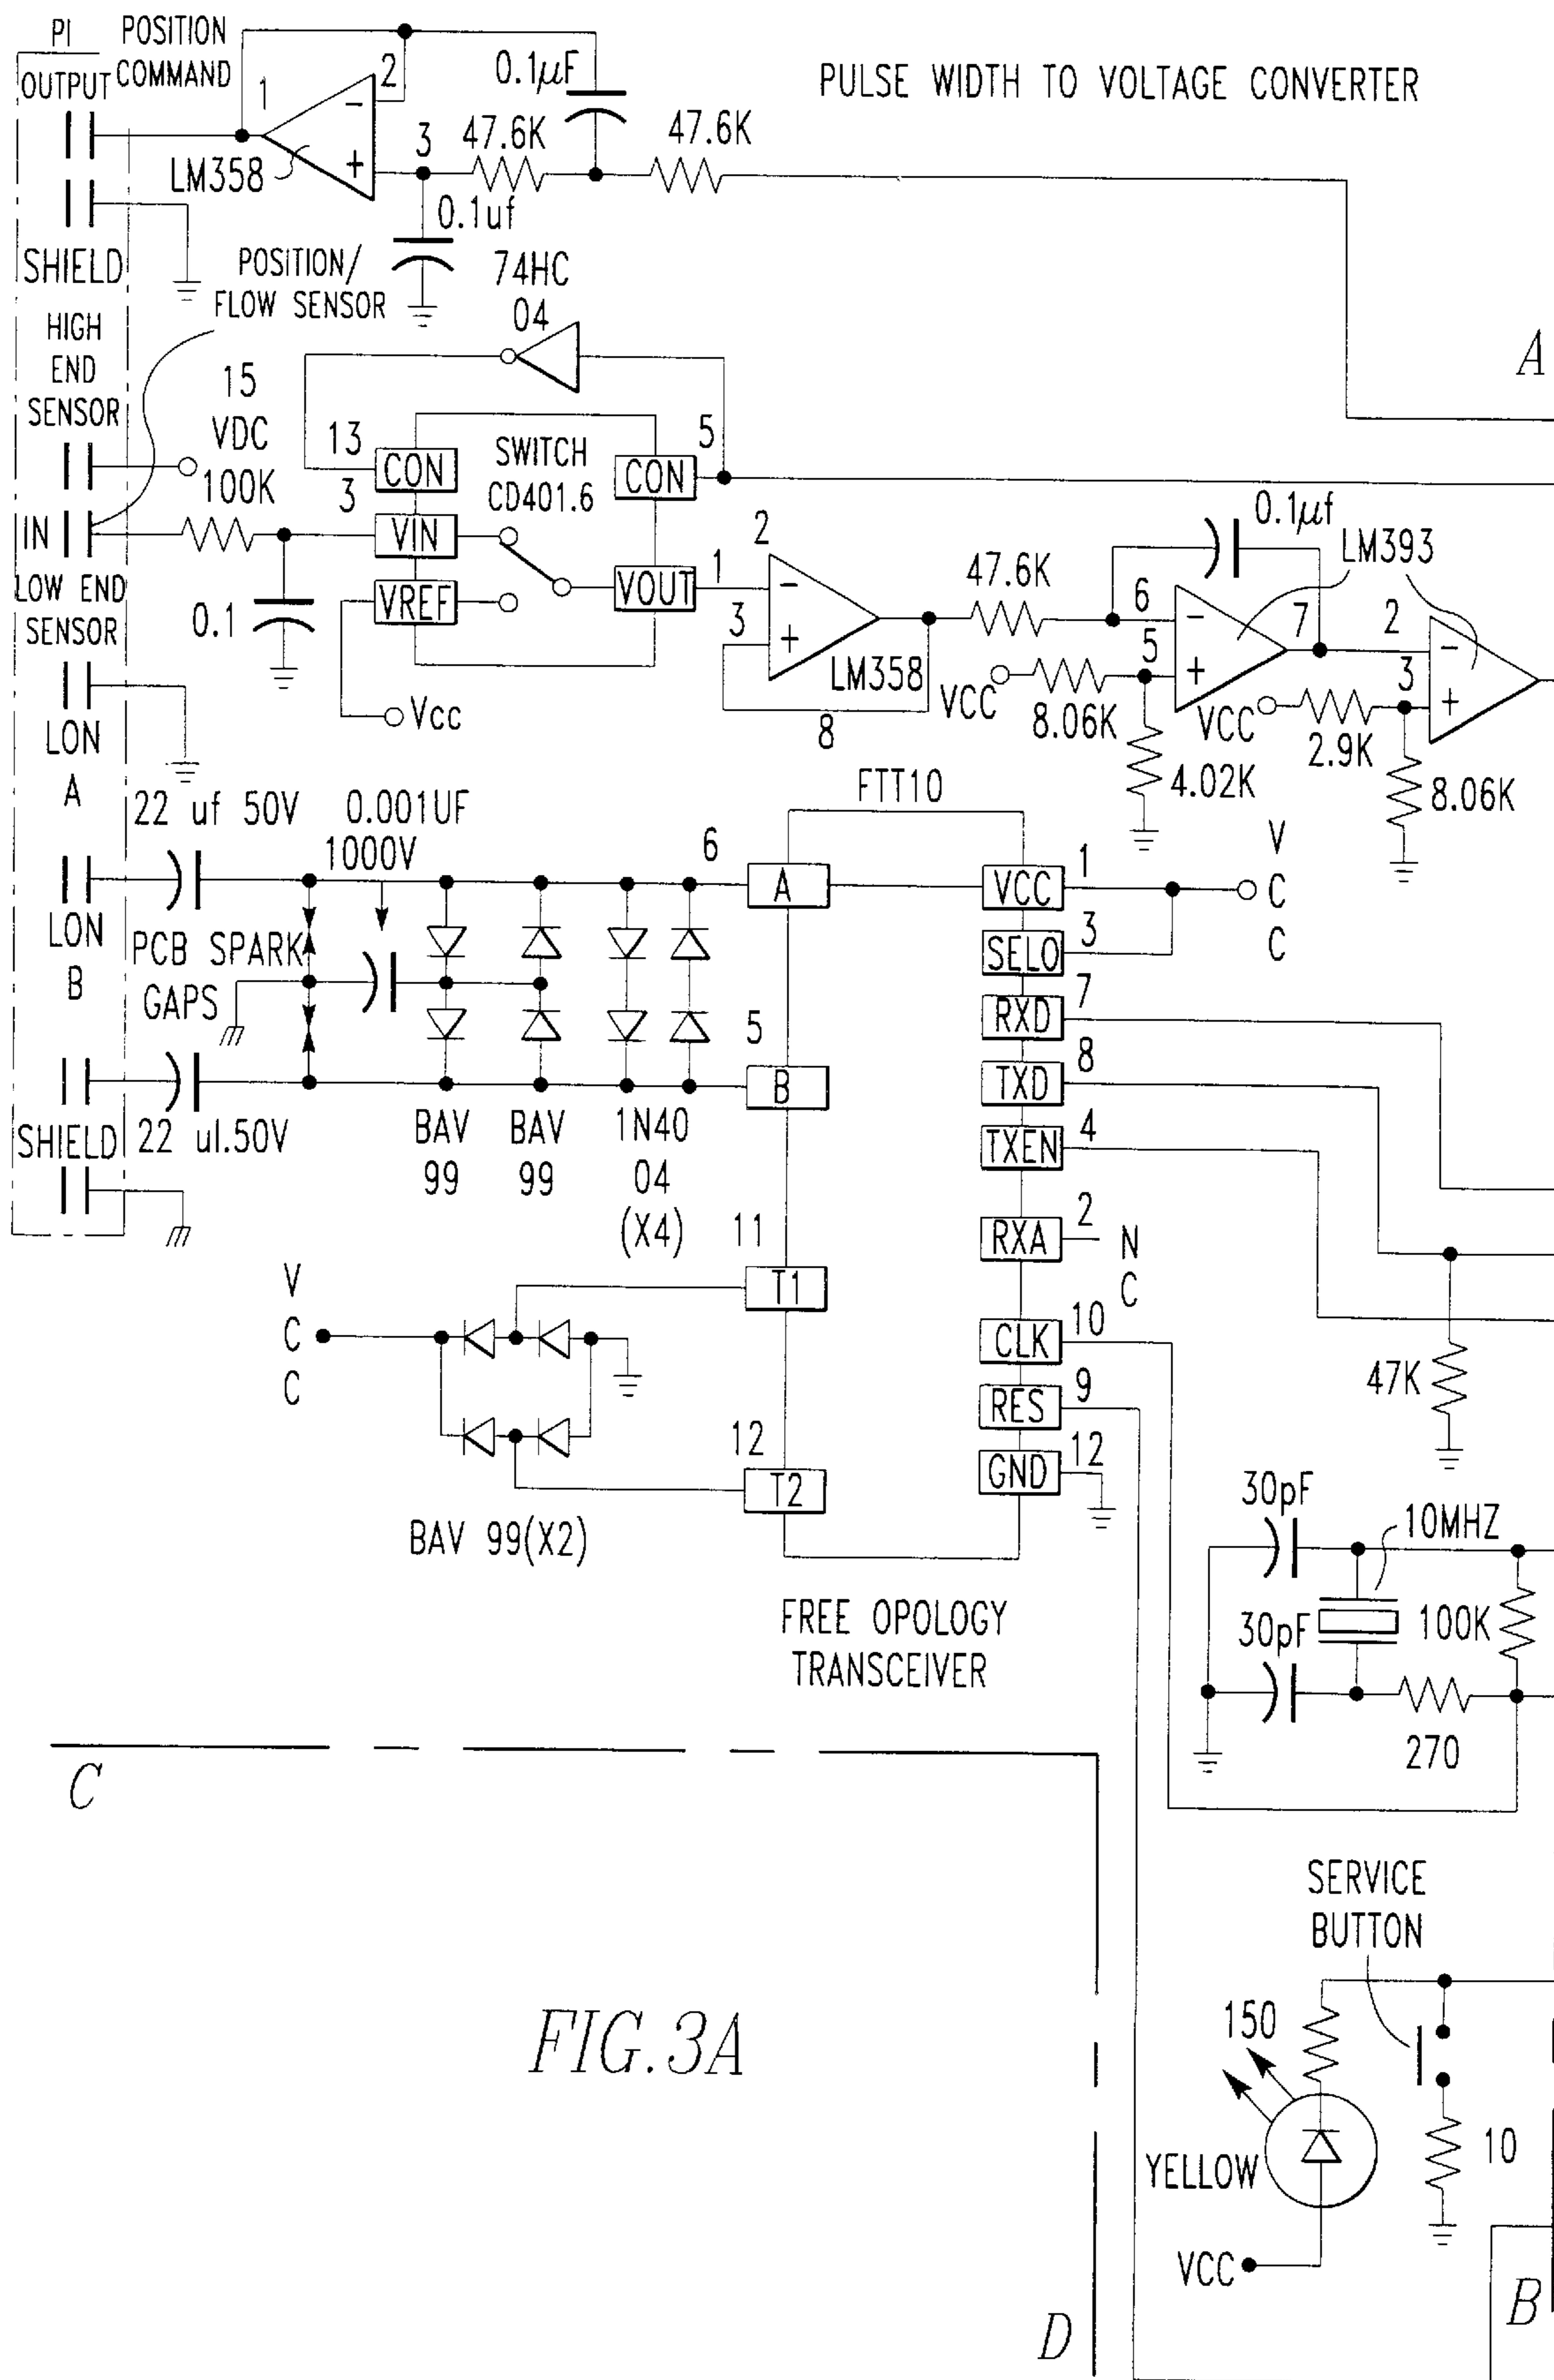 PI
POSITION
COMMAND
OUTPUT
1
2
-
+
3
LM358
0.1µF
47.6K
47.6K
0.1uf
PULSE WIDTH TO VOLTAGE CONVERTER
SHIELD
POSITION/
FLOW SENSOR
74HC
04
HIGH
END
SENSOR
A
15
VDC
100K
13
CON
3
SWITCH
CD401.6
5
CON
IN
VIN
VREF
VOUT
1
Vcc
LOW END
SENSOR
0.1
2
-
3
+
LM358
8
47.6K
0.1µf
LM393
6
-
5
+
7
2
-
3
+
VCC
8.06K
4.02K
VCC
2.9K
8.06K
LON
A
22 uf 50V
0.001UF
1000V
FTT10
6
A
VCC
1
V
C
C
SELO
3
LON
B
PCB SPARK
GAPS
RXD
7
5
B
TXD
8
SHIELD
22 ul.50V
BAV
99
BAV
99
1N40
04
(X4)
TXEN
4
11
RXA
2
N
C
V
C
C
T1
CLK
10
47K
RES
9
12
T2
GND
12
BAV 99(X2)
30pF
10MHZ
30pF
100K
270
FREE OPOLOGY
TRANSCEIVER
C
SERVICE
BUTTON
150
YELLOW
10
VCC
FIG.3A
D
B